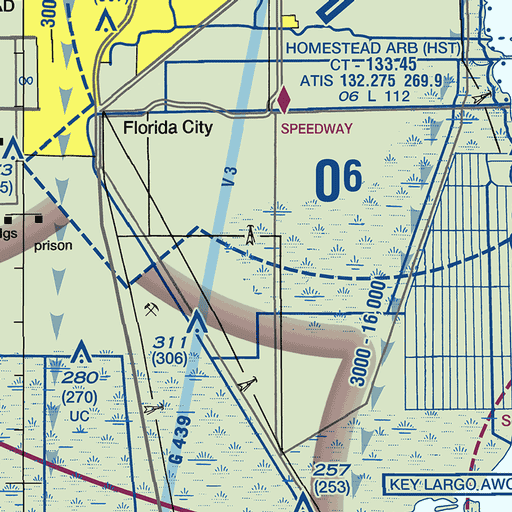 3000
HOMESTEAD ARB (HST)
CT - 133.45
ATIS 132.275 269.9
06 L 112
Florida City
SPEEDWAY
V 3
06
prison
311
(306)
3000 - 16,000
280
(270)
UC
G 439
257
(253)
KEY LARGO AWO